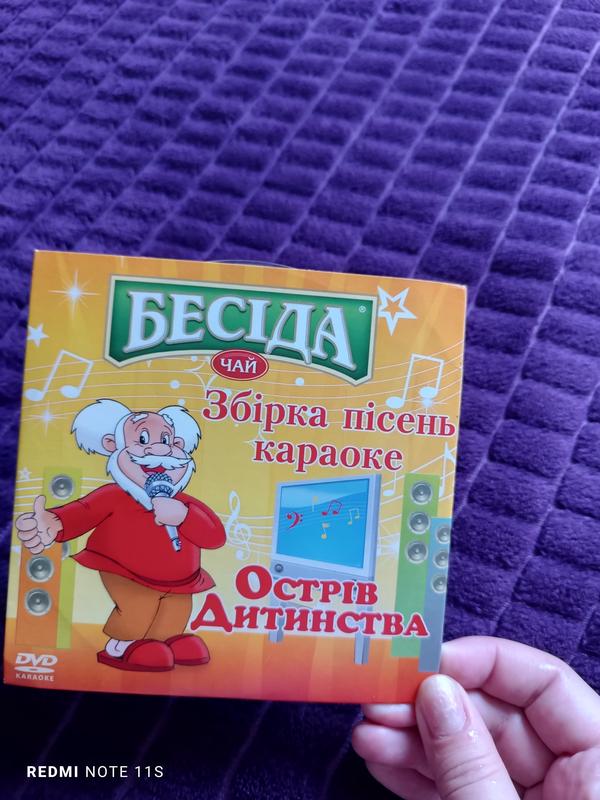 БЕСІДА®
ЧАЙ
Збірка пісень
караоке
Острів
Дитинства
DVD
KARAOKE
REDMI NOTE 11S